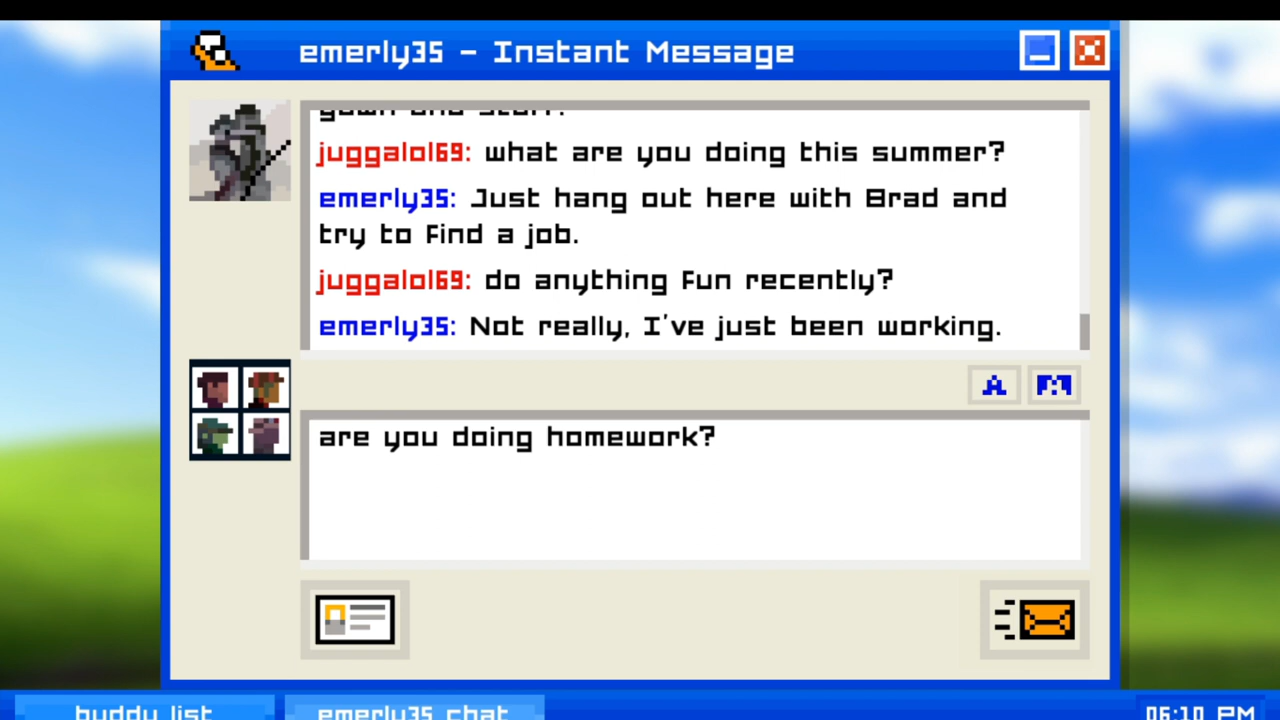 emerly35 - Instant Message
juggalol69: what are you doing this summer?
emerly35: Just hang out here with Brad and
try to find a job.
juggalol69: do anything fun recently?
emerly35: Not really, I've just been working.
A M
are you doing homework?
buddy list emerly35 chat 06:10 PM